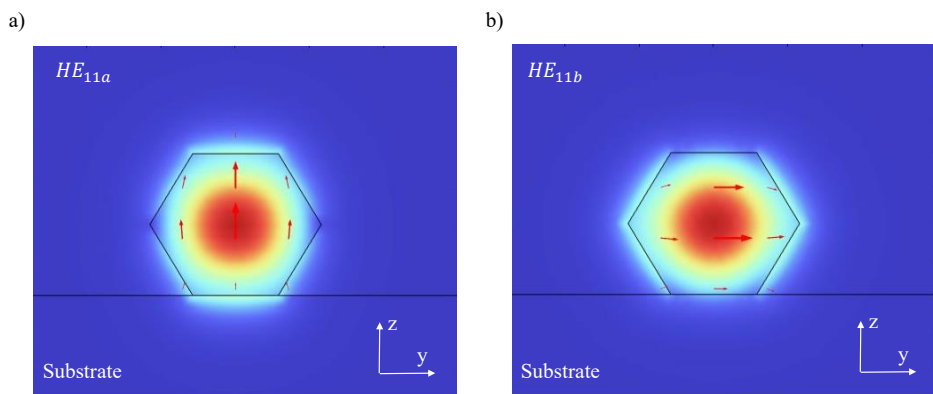 a)
b)
HE₁₁ₐ
HE₁₁b
z
y
Substrate
z
y
Substrate